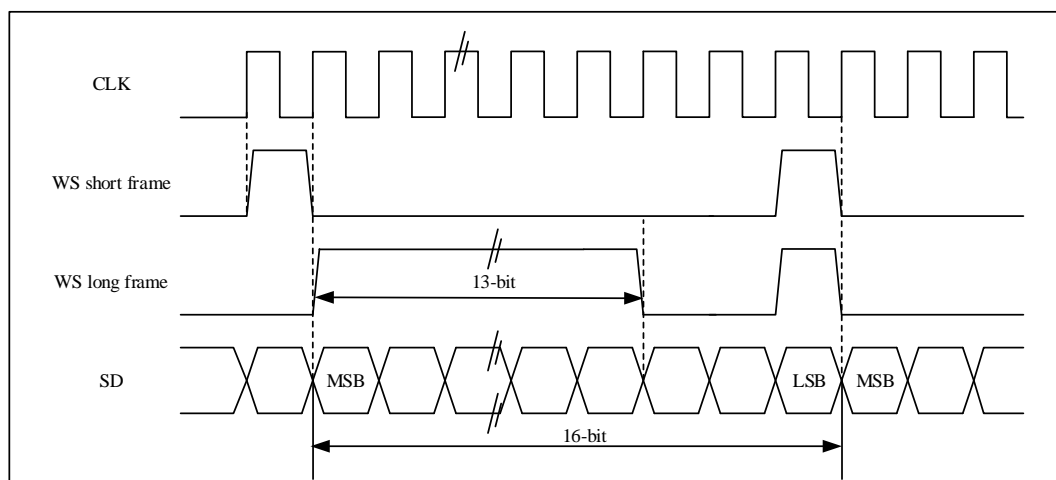 CLK
WS short frame
WS long frame
13-bit
SD
MSB
LSB
MSB
16-bit